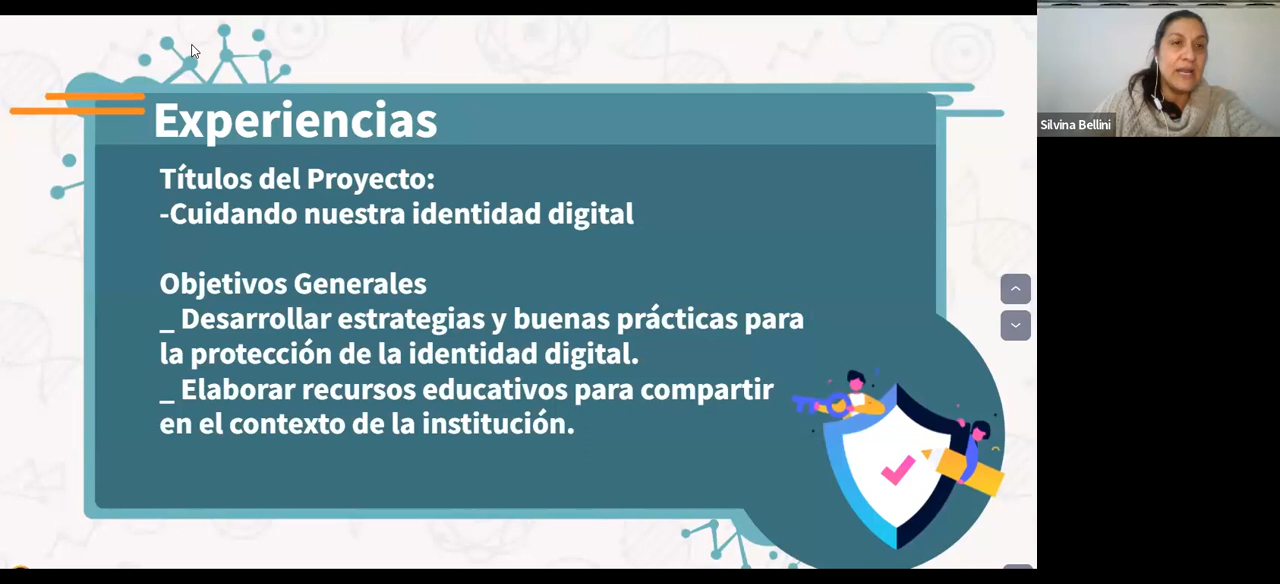 Experiencias
Títulos del Proyecto:
-Cuidando nuestra identidad digital
Objetivos Generales
_ Desarrollar estrategias y buenas prácticas para
la protección de la identidad digital.
_ Elaborar recursos educativos para compartir
en el contexto de la institución.
Silvina Bellini